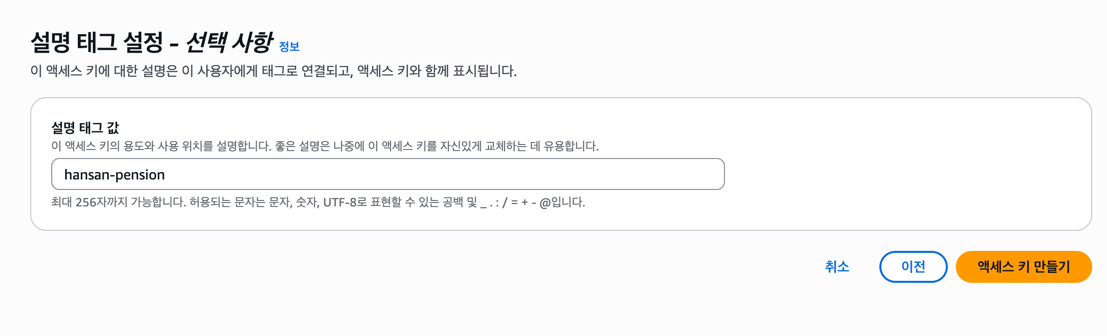 설명 태그 설정 - 선택 사항 정보
이 액세스 키에 대한 설명은 이 사용자에게 태그로 연결되고, 액세스 키와 함께 표시됩니다.
설명 태그 값
이 액세스 키의 용도와 사용 위치를 설명합니다. 좋은 설명은 나중에 이 액세스 키를 자신있게 교체하는 데 유용합니다.
hansan-pension
최대 256자까지 가능합니다. 허용되는 문자는 문자, 숫자, UTF-8로 표현할 수 있는 공백 및 _ . : / = + - @입니다.
취소 이전 액세스 키 만들기